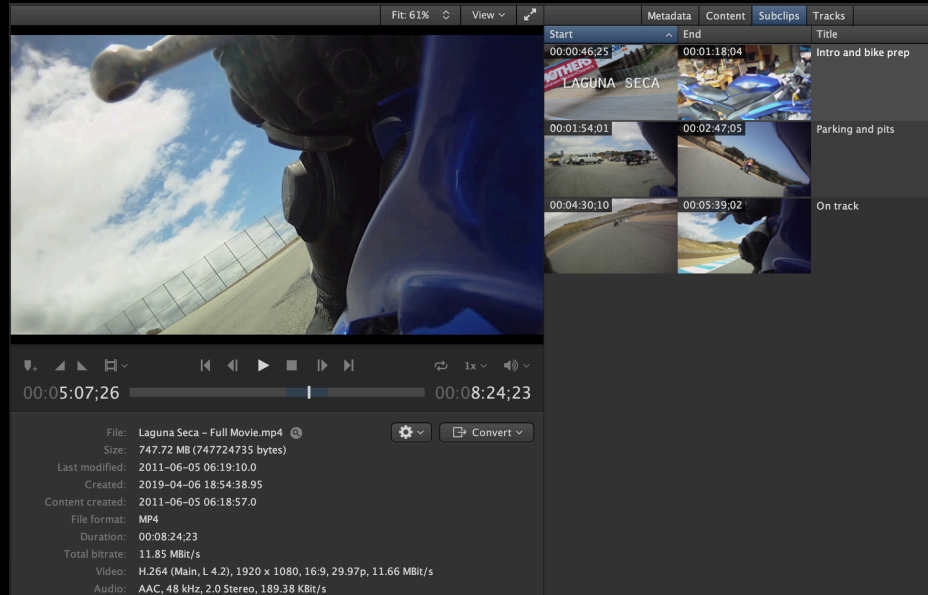 Fit: 61%
View
Metadata
Content
Subclips
Tracks
Start
End
Title
00:00:46;25
00:01:18;04
Intro and bike prep
MOTHERS
LAGUNA SECA
00:01:54;01
00:02:47;05
Parking and pits
00:04:30;10
00:05:39;02
On track
1x
00:05:07;26
00:08:24;23
File: Laguna Seca – Full Movie.mp4
Convert
Size: 747.72 MB (747724735 bytes)
Last modified: 2011-06-05 06:19:10.0
Created: 2019-04-06 18:54:38.95
Content created: 2011-06-05 06:18:57.0
File format: MP4
Duration: 00:08:24;23
Total bitrate: 11.85 MBit/s
Video: H.264 (Main, L 4.2), 1920 x 1080, 16:9, 29.97p, 11.66 MBit/s
Audio: AAC, 48 kHz, 2.0 Stereo, 189.38 KBit/s